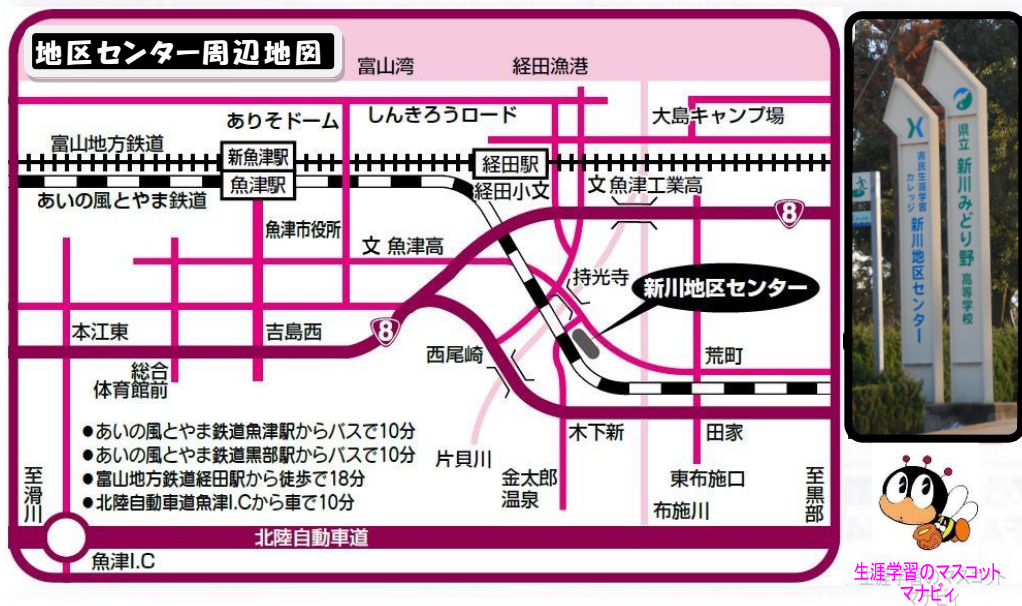 地区センター周辺地図
富山湾
経田漁港
ありそドーム
しんきろうロード
大島キャンプ場
富山地方鉄道
新魚津駅
経田駅
魚津駅
経田小文
文 魚津工業高
あいの風とやま鉄道
8
魚津市役所
文 魚津高
持光寺
新川地区センター
8
本江東
吉島西
西尾崎
荒町
総合
体育館前
●あいの風とやま鉄道魚津駅からバスで10分
●あいの風とやま鉄道黒部駅からバスで10分
●富山地方鉄道経田駅から徒歩で18分
●北陸自動車道魚津I.Cから車で10分
片貝川
木下新
田家
金太郎
温泉
東布施口
布施川
至滑川
至黒部
北陸自動車道
魚津I.C
県民生涯学習
カレッジ 新川地区センター
県立 新川みどり野 高等学校
生涯学習のマスコット
マナビィ